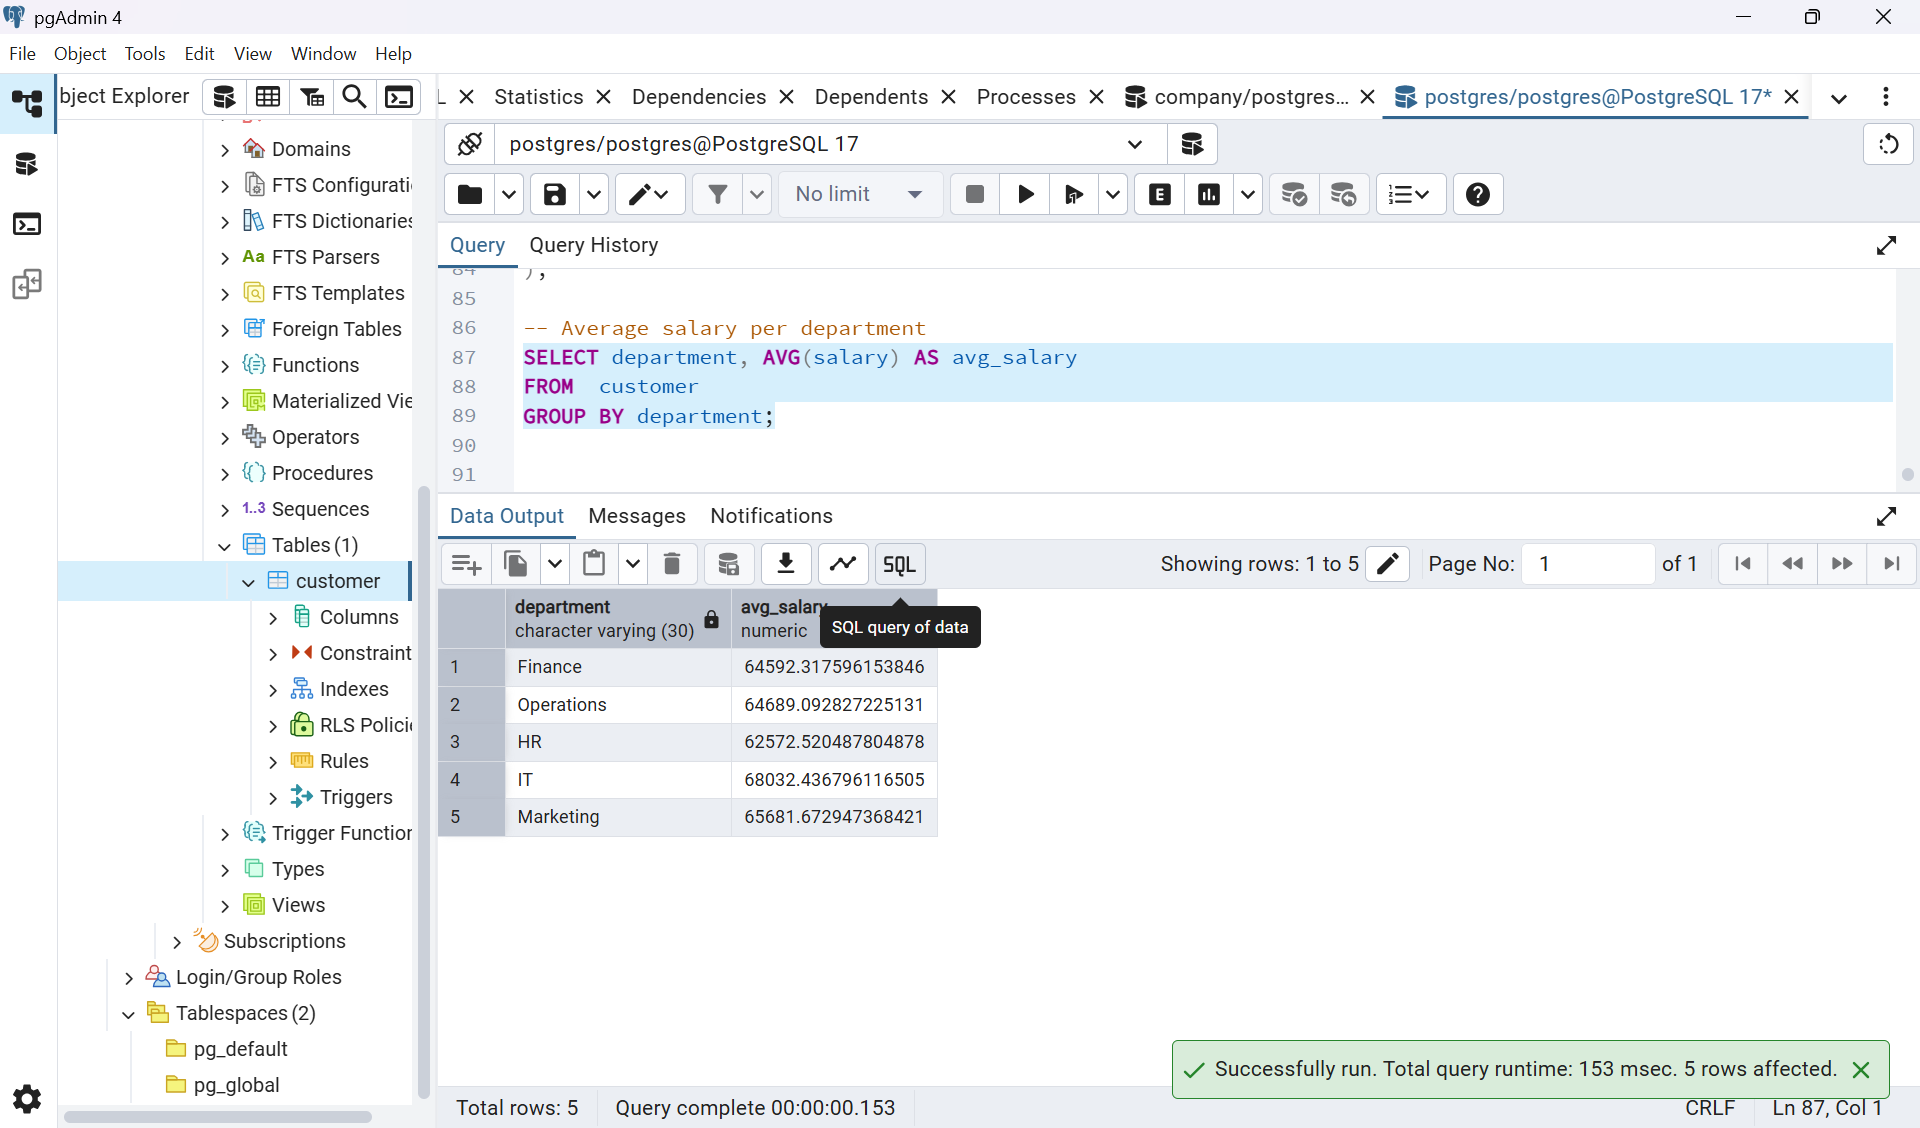 pgAdmin 4
File Object Tools Edit View Window Help
bject Explorer
Statistics Dependencies Dependents Processes company/postgres... postgres/postgres@PostgreSQL 17*
postgres/postgres@PostgreSQL 17
No limit
E
Query Query History
Domains
FTS Configurati
FTS Dictionaries
Aa FTS Parsers
FTS Templates
Foreign Tables
Functions
Materialized Vie
Operators
Procedures
1..3 Sequences
Tables (1)
customer
Columns
Constraint
Indexes
RLS Polici
Rules
Triggers
Trigger Function
Types
Views
Subscriptions
Login/Group Roles
Tablespaces (2)
pg_default
pg_global
84 );
85
86 -- Average salary per department
87 SELECT department, AVG(salary) AS avg_salary
88 FROM  customer
89 GROUP BY department;
90
91
Data Output Messages Notifications
SQL Showing rows: 1 to 5 Page No: 1 of 1
department avg_salary
character varying (30) numeric
SQL query of data
1 Finance 64592.317596153846
2 Operations 64689.092827225131
3 HR 62572.520487804878
4 IT 68032.436796116505
5 Marketing 65681.672947368421
Successfully run. Total query runtime: 153 msec. 5 rows affected.
Total rows: 5 Query complete 00:00:00.153 CRLF Ln 87, Col 1